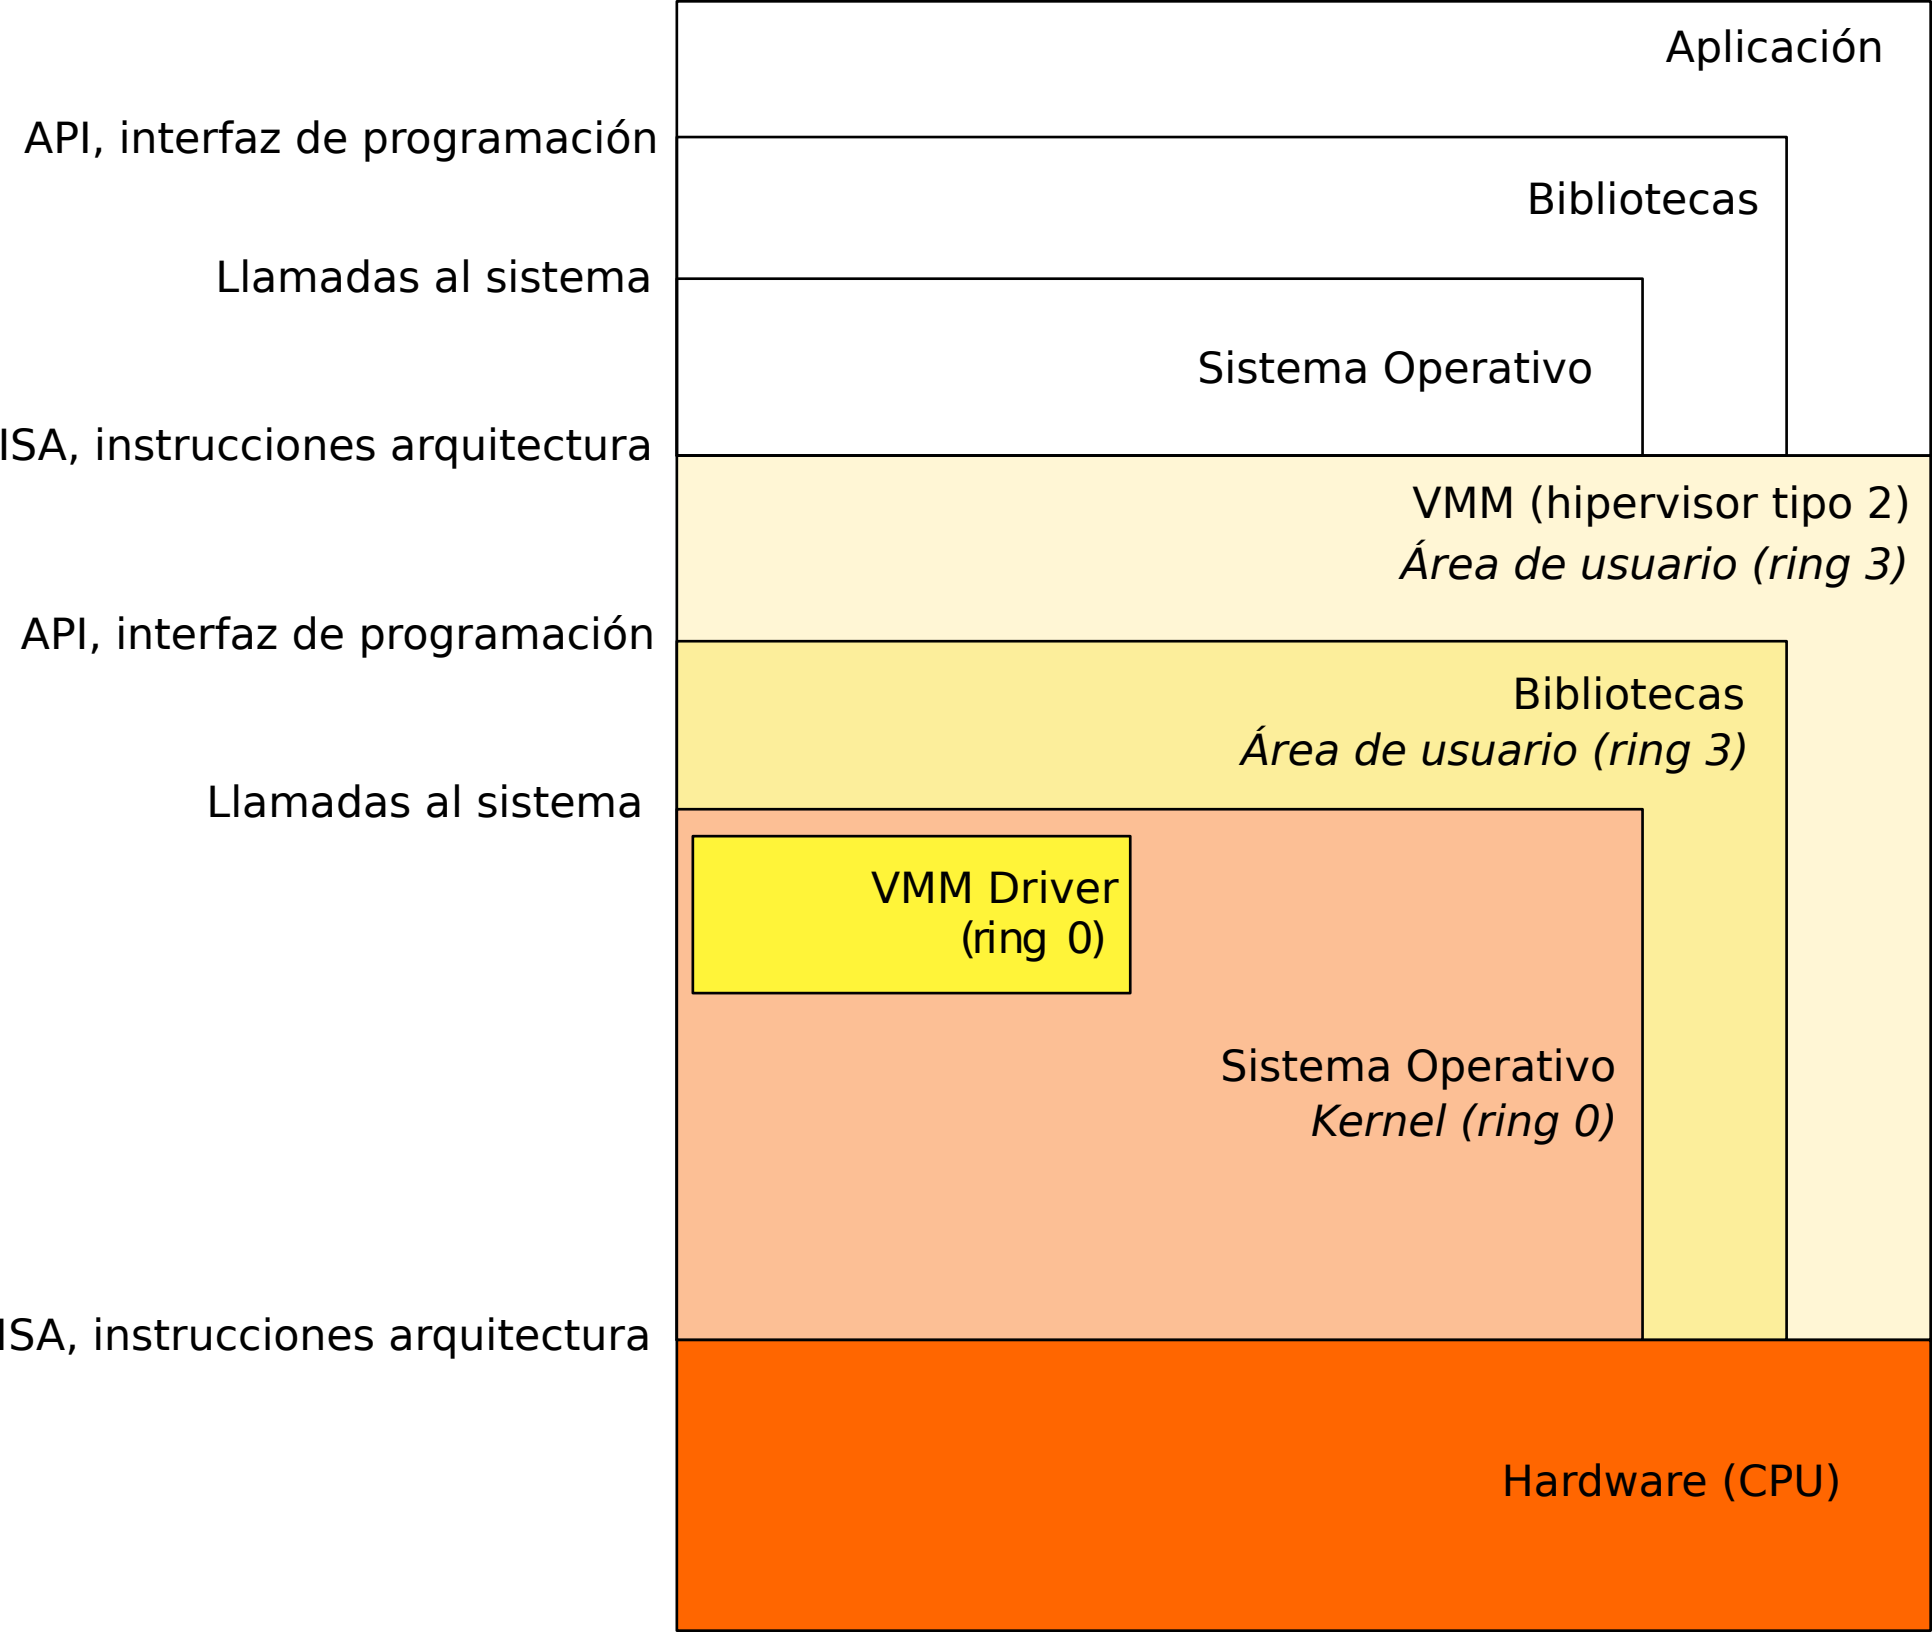 Aplicación
API, interfaz de programación
Bibliotecas
Llamadas al sistema
Sistema Operativo
ISA, instrucciones arquitectura
VMM (hipervisor tipo 2)
Área de usuario (ring 3)
API, interfaz de programación
Bibliotecas
Área de usuario (ring 3)
Llamadas al sistema
VMM Driver
(ring 0)
Sistema Operativo
Kernel (ring 0)
ISA, instrucciones arquitectura
Hardware (CPU)